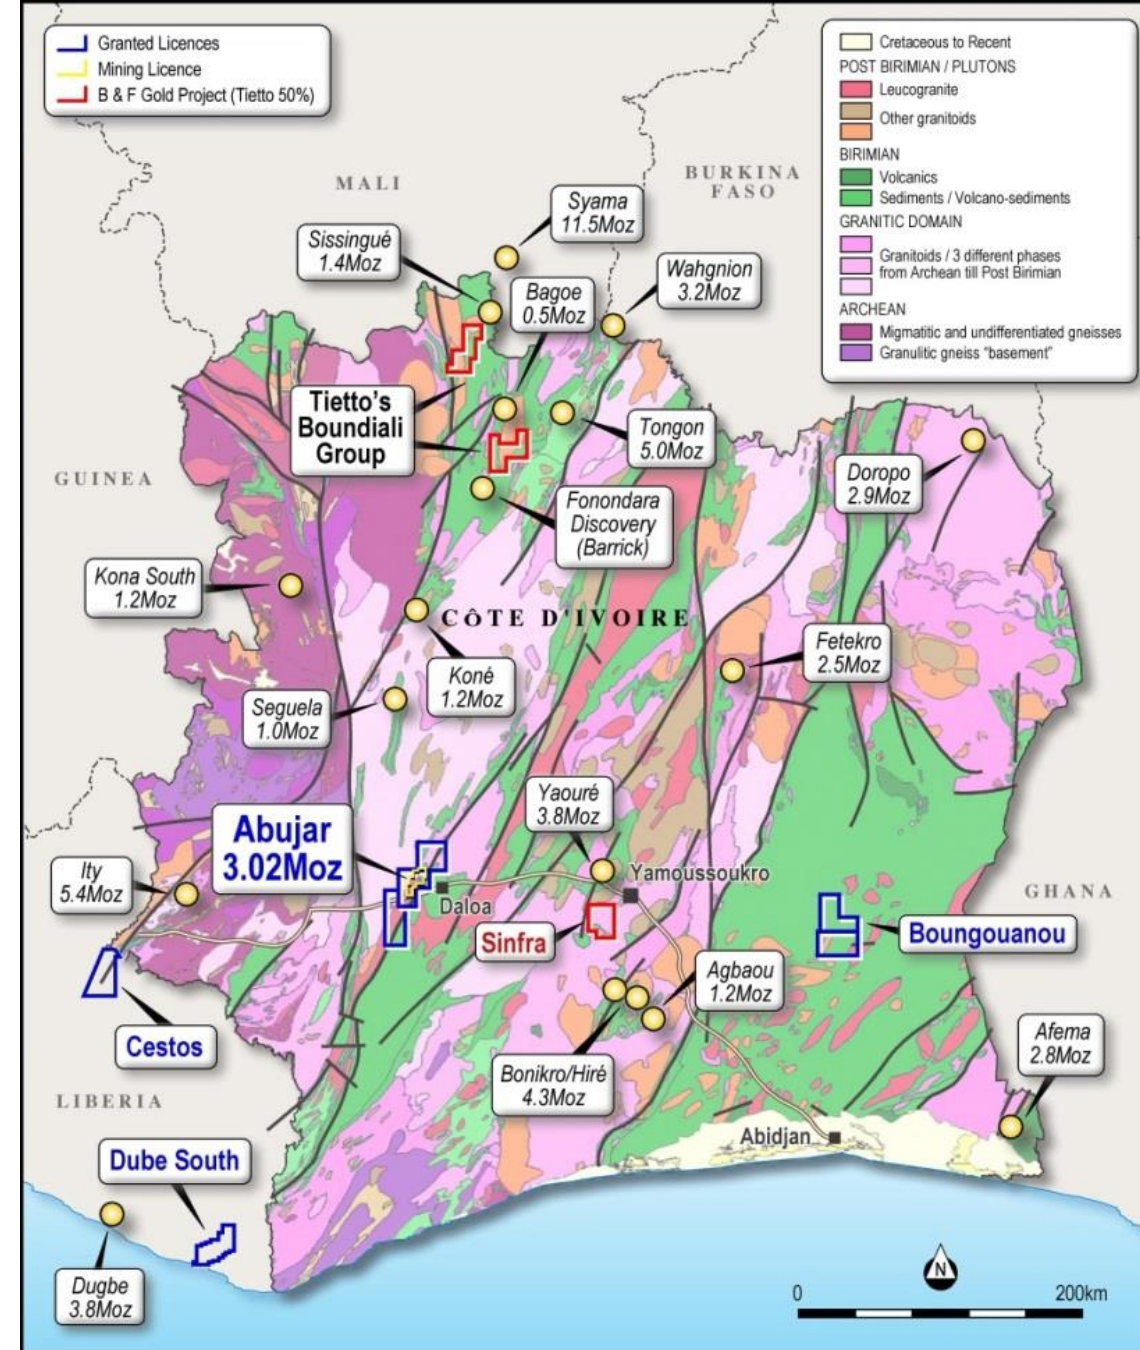 Granted Licences
Mining Licence
B & F Gold Project (Tietto 50%)
Cretaceous to Recent
POST BIRIMIAN / PLUTONS
Leucogranite
Other granitoids
BIRIMIAN
Volcanics
Sediments / Volcano-sediments
GRANITIC DOMAIN
Granitoids / 3 different phases
from Archean till Post Birimian
ARCHEAN
Migmatitic and undifferentiated gneisses
Granulitic gneiss "basement"
MALI
BURKINA
FASO
Syama
11.5Moz
Sissingué
1.4Moz
Wahgnion
3.2Moz
Bagoe
0.5Moz
Tietto's
Boundiali
Group
Tongon
5.0Moz
Doropo
2.9Moz
GUINEA
Fonondara
Discovery
(Barrick)
Kona South
1.2Moz
CÔTE D'IVOIRE
Fetekro
2.5Moz
Koné
1.2Moz
Seguela
1.0Moz
Yaouré
3.8Moz
Abujar
3.02Moz
Ity
5.4Moz
Yamoussoukro
Daloa
GHANA
Sinfra
Boungouanou
Agbaou
1.2Moz
Cestos
Afema
2.8Moz
Bonikro/Hiré
4.3Moz
LIBERIA
Abidjan
Dube South
Dugbe
3.8Moz
N
0 200km